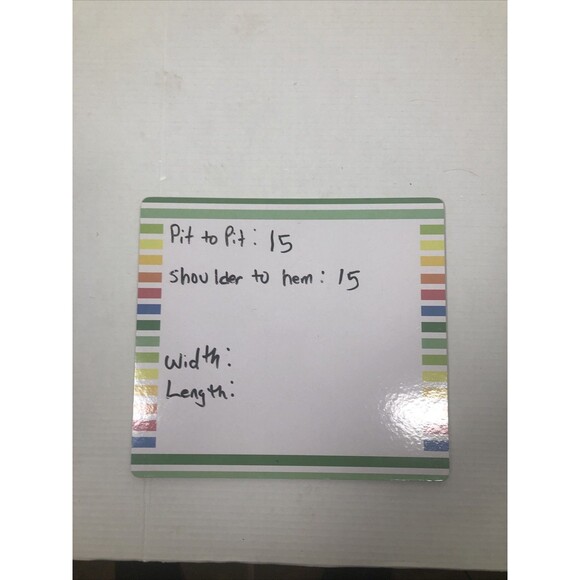 Pit to Pit: 15
shoulder to hem: 15
Width:
Length: